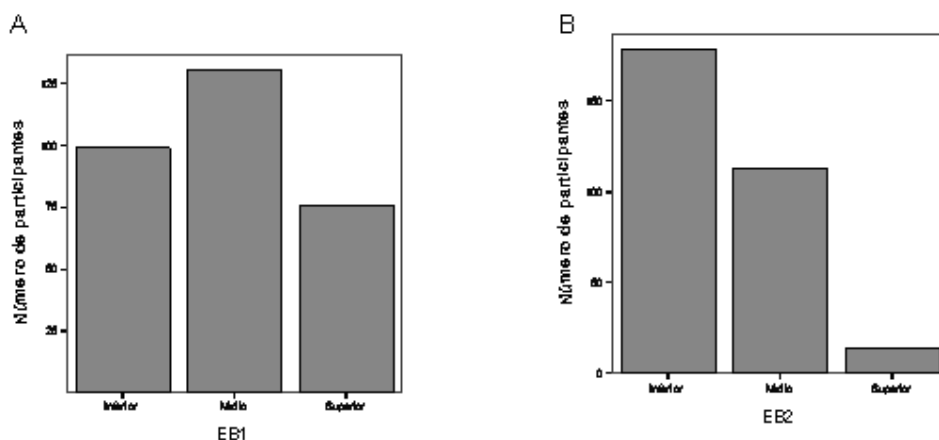 A
Número de participantes
125
100
75
50
25
Inferior
Médio
Superior
EB1
B
Número de participantes
150
100
50
0
Inferior
Médio
Superior
EB2